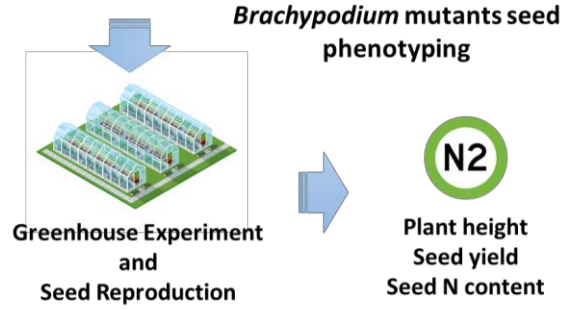 Brachypodium mutants seed
phenotyping
N2
Greenhouse Experiment
and
Seed Reproduction
Plant height
Seed yield
Seed N content